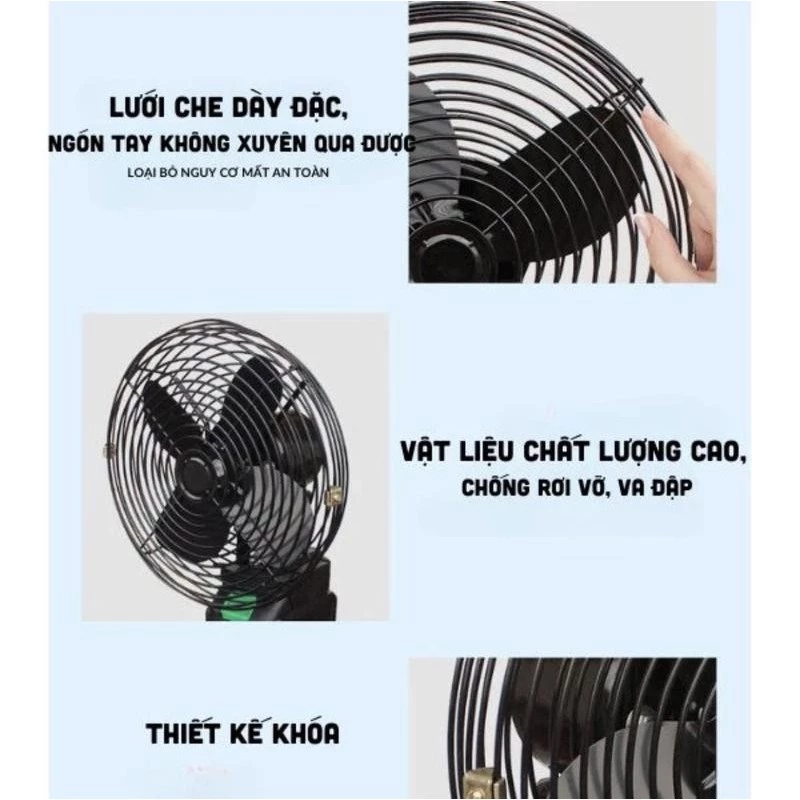 LƯỚI CHE DÀY ĐẶC,
NGÓN TAY KHÔNG XUYÊN QUA ĐƯỢC
LOẠI BỎ NGUY CƠ MẤT AN TOÀN
VẬT LIỆU CHẤT LƯỢNG CAO,
CHỐNG RƠI VỠ, VA ĐẬP
THIẾT KẾ KHÓA